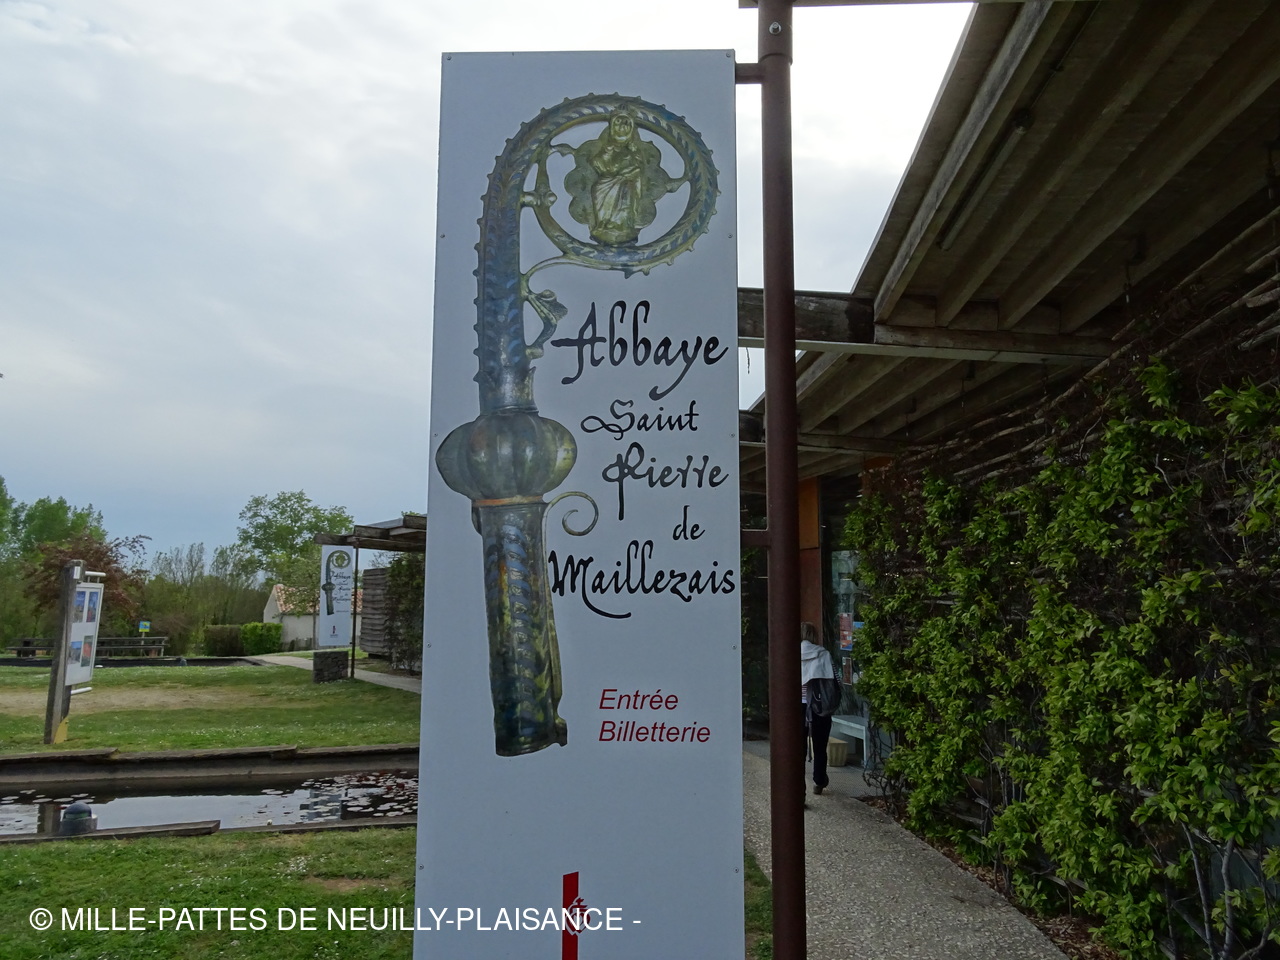 Abbaye
Saint
Pierre
de
Maillezais
Entrée
Billetterie
© MILLE-PATTES DE NEUILLY-PLAISANCE -